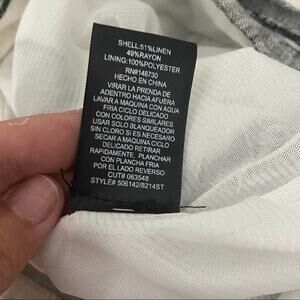 SHELL:51%LINEN
49%RAYON
LINING:100%POLYESTER
RN#148730
HECHO EN CHINA
VIRAR LA PRENDA DE
ADENTRO HACIA AFUERA
LAVAR A MAQUINA CON AGUA
FRIA CICLO DELICADO
CON COLORES SIMILARES
USAR SOLO BLANQUEADOR
SIN CLORO SI ES NECESARIO
SECAR A MAQUINA CICLO
DELICADO RETIRAR
RAPIDAMENTE, PLANCHAR
CON PLANCHA FRIA
POR EL LADO REVERSO
CUT# 063548
STYLE# 506142/8214ST